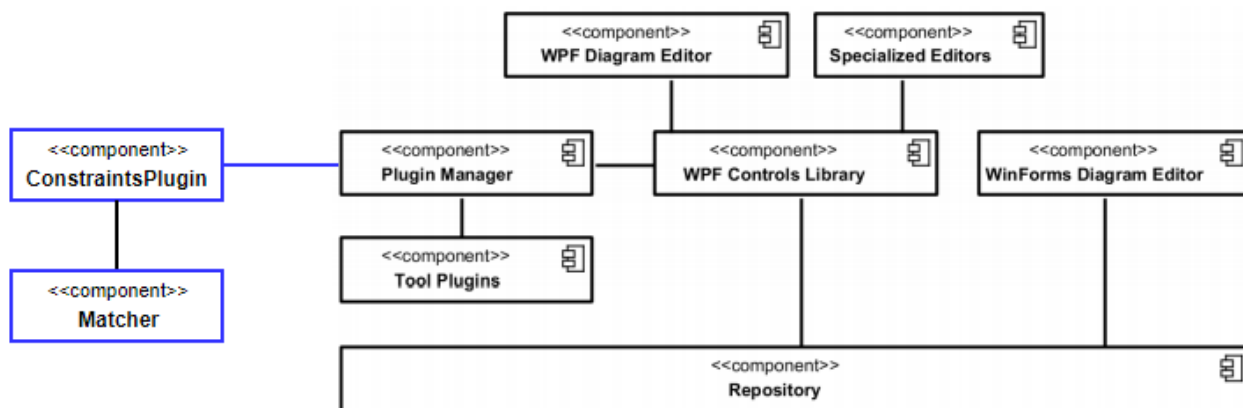 <<component>>
WPF Diagram Editor
<<component>>
Specialized Editors
<<component>>
ConstraintsPlugin
<<component>>
Plugin Manager
<<component>>
WPF Controls Library
<<component>>
WinForms Diagram Editor
<<component>>
Matcher
<<component>>
Tool Plugins
<<component>>
Repository